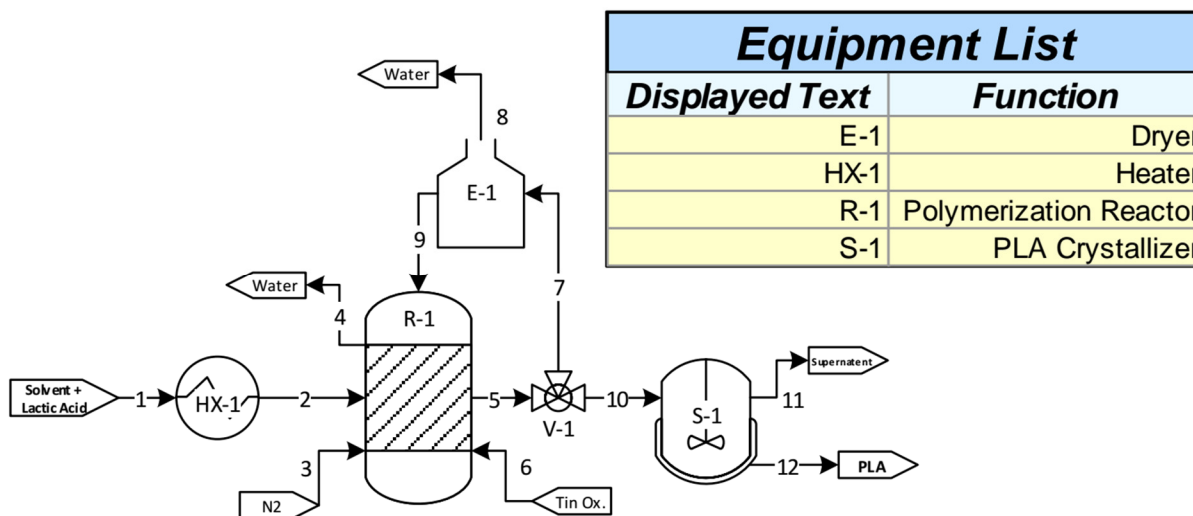 Equipment List
Displayed Text Function
E-1 Dryer
HX-1 Heater
R-1 Polymerization Reactor
S-1 PLA Crystallizer
Water
8
E-1
9
7
Water
4
R-1
Solvent +
Lactic Acid
1
HX-1
2
5
V-1
10
S-1
Supernatent
11
12
PLA
3
N2
6
Tin Ox.